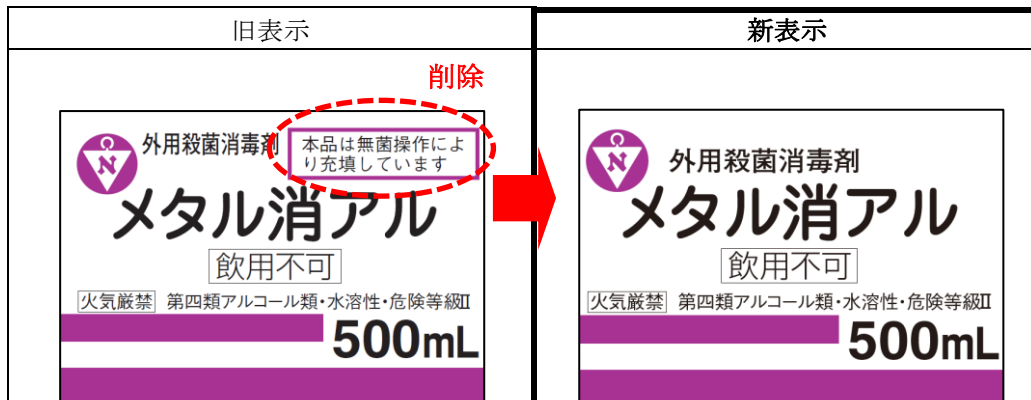 旧表示
新表示
削除
外用殺菌消毒剤
本品は無菌操作によ
り充填しています
メタル消アル
飲用不可
火気厳禁 第四類アルコール類・水溶性・危険等級Ⅱ
500mL
外用殺菌消毒剤
メタル消アル
飲用不可
火気厳禁 第四類アルコール類・水溶性・危険等級Ⅱ
500mL